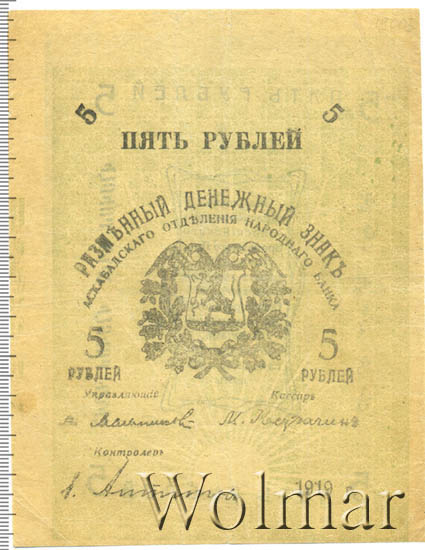 5 5
ПЯТЬ РУБЛЕЙ
РАЗМѢННЫЙ ДЕНЕЖНЫЙ ЗНАКЪ
АСХАБАДСКАГО ОТДѢЛЕНІЯ НАРОДНАГО БАНКА
5 5
РУБЛЕЙ РУБЛЕЙ
Управляющій Кассиръ
Контролеръ
1919
Wolmar